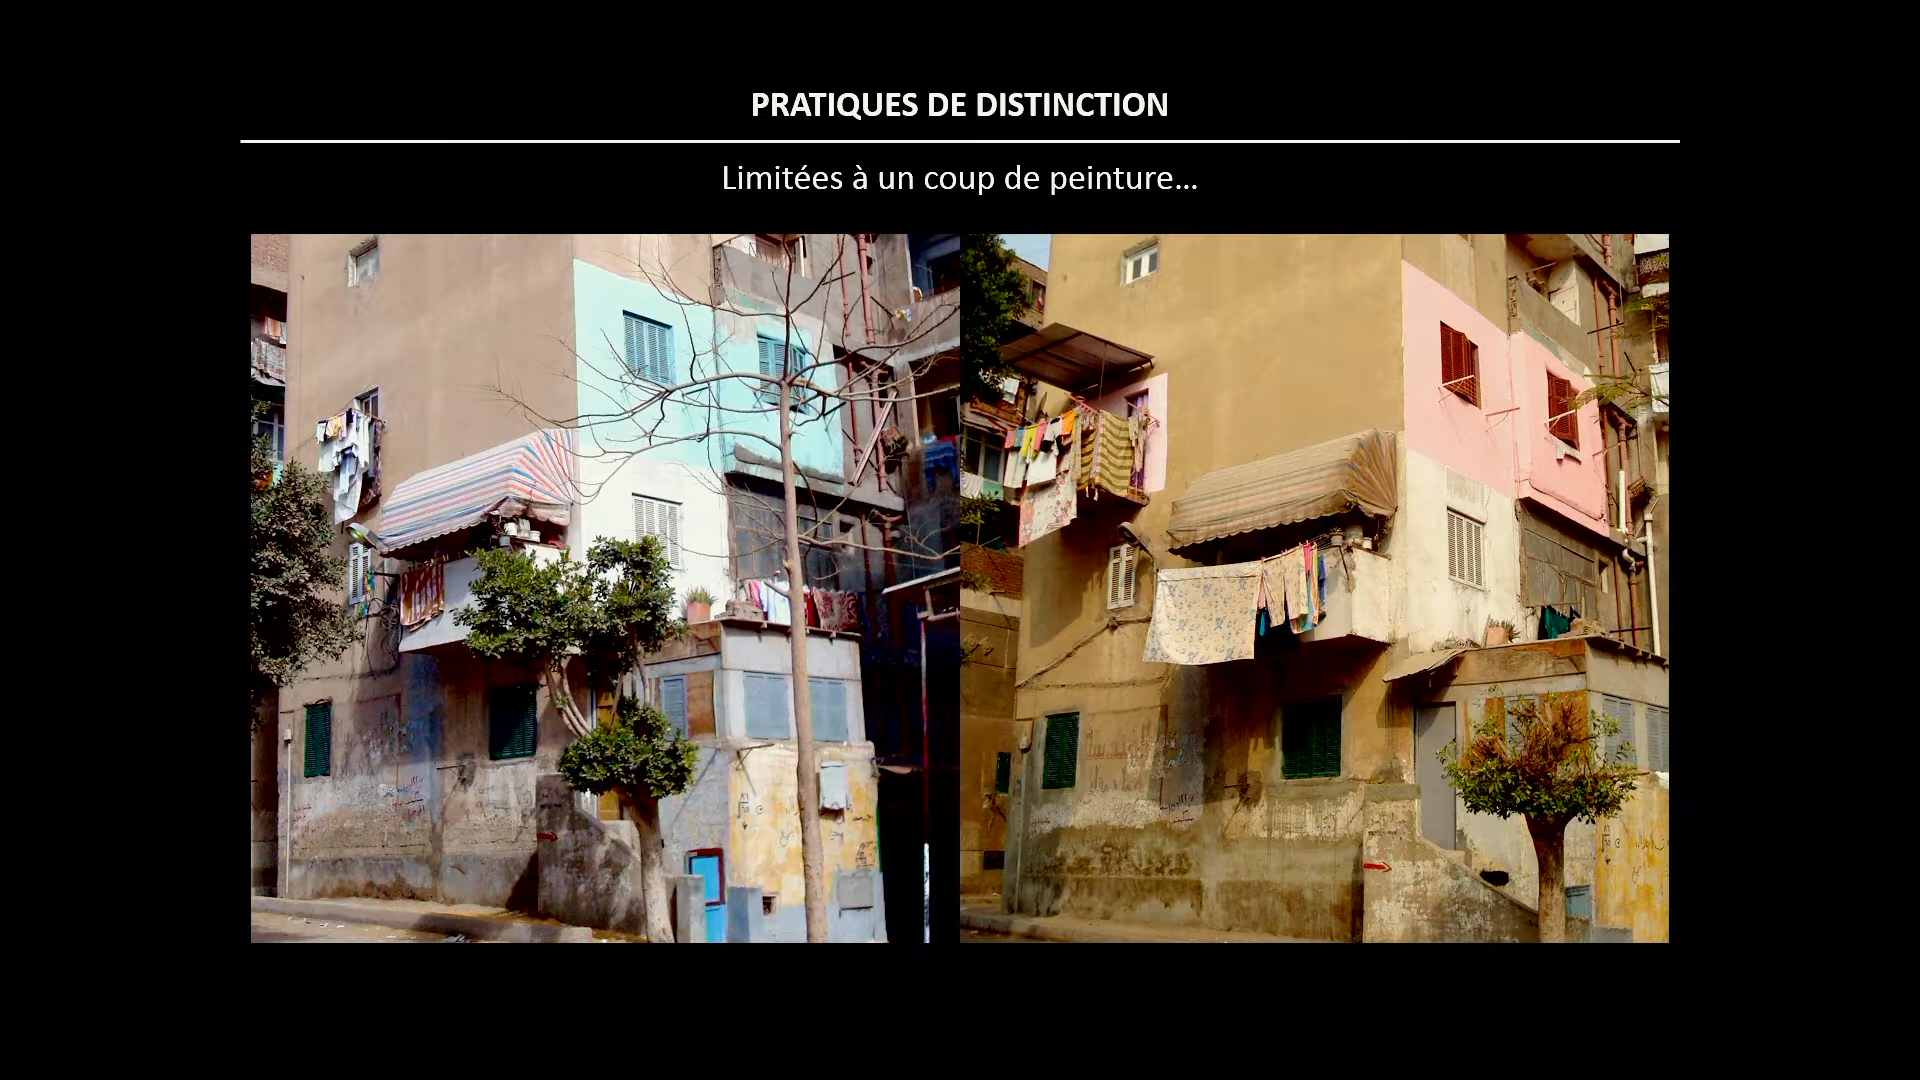 PRATIQUES DE DISTINCTION
Limitées à un coup de peinture...